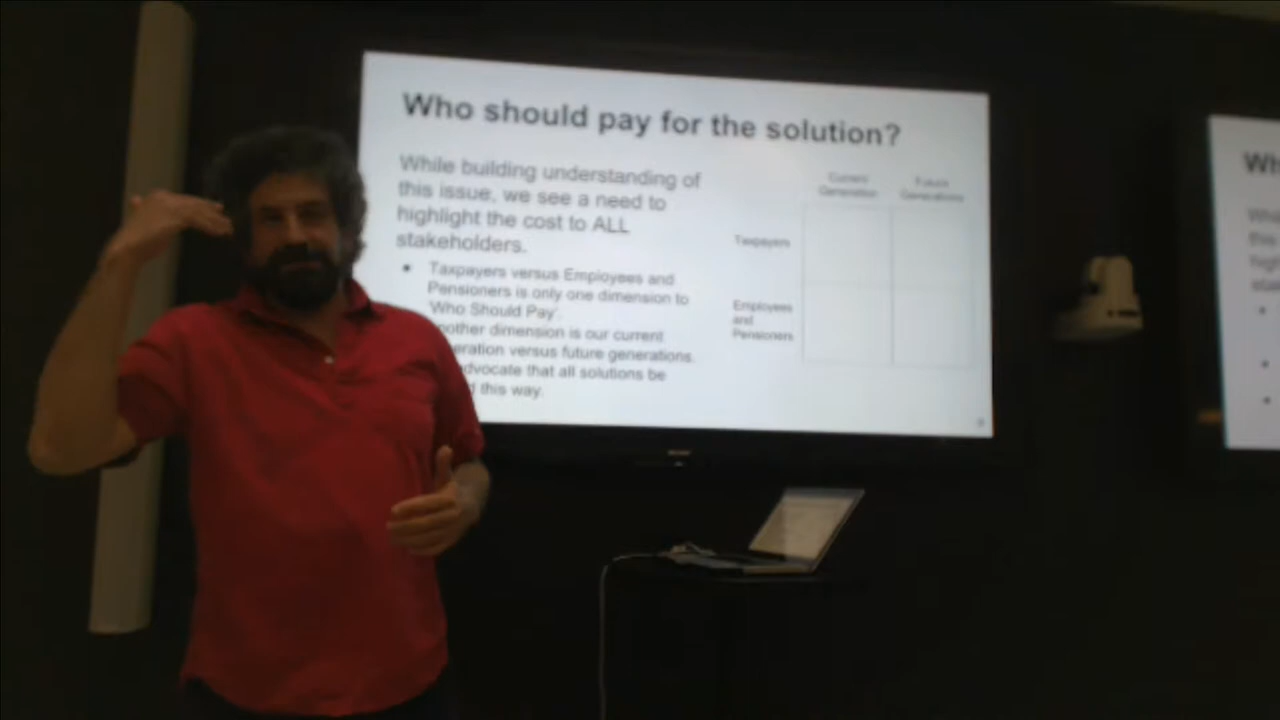 Who should pay for the solution?
While building understanding of
this issue, we see a need to
highlight the cost to ALL
stakeholders.
• Taxpayers versus Employees and
Pensioners is only one dimension to
'Who Should Pay'.
other dimension is our current
eration versus future generations.
dvocate that all solutions be
this way.
Current
Generation
Future
Generations
Taxpayers
Employees
and
Pensioners